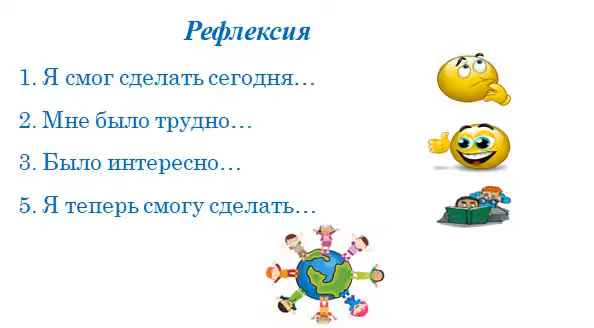 Рефлексия
1. Я смог сделать сегодня…
2. Мне было трудно…
3. Было интересно…
5. Я теперь смогу сделать…